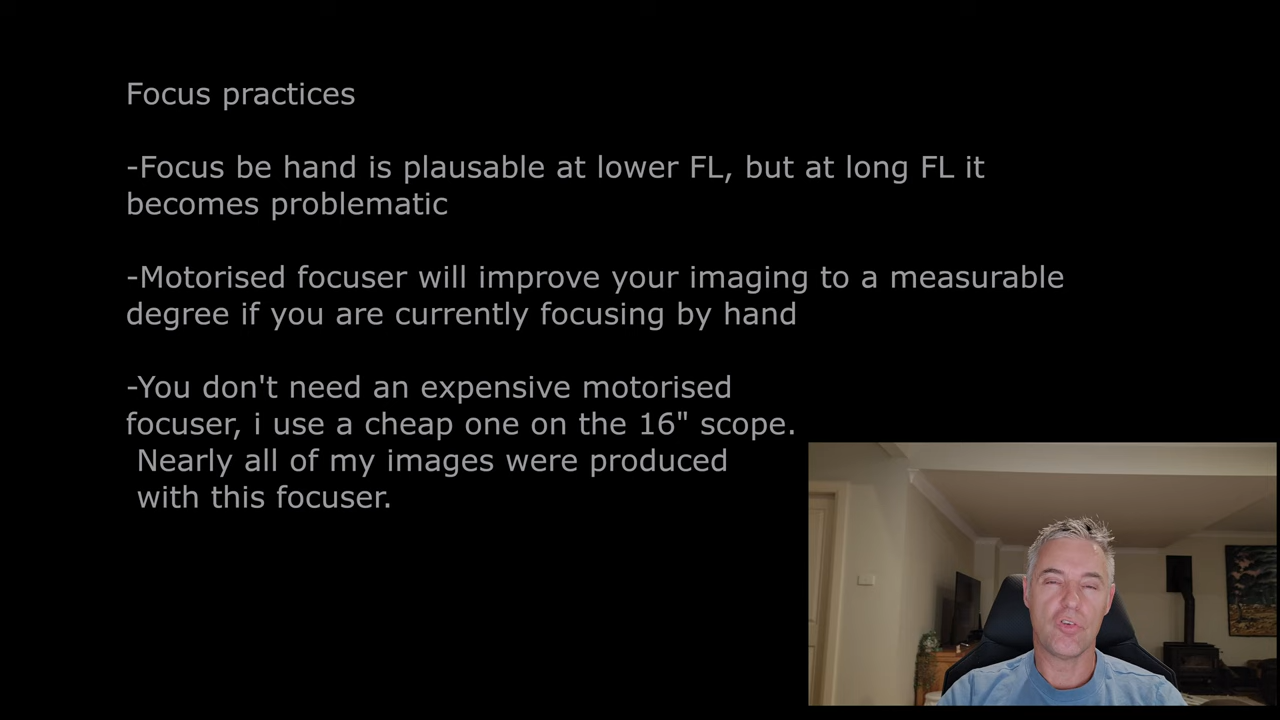 Focus practices
-Focus be hand is plausable at lower FL, but at long FL it
becomes problematic
-Motorised focuser will improve your imaging to a measurable
degree if you are currently focusing by hand
-You don't need an expensive motorised
focuser, i use a cheap one on the 16" scope.
Nearly all of my images were produced
with this focuser.